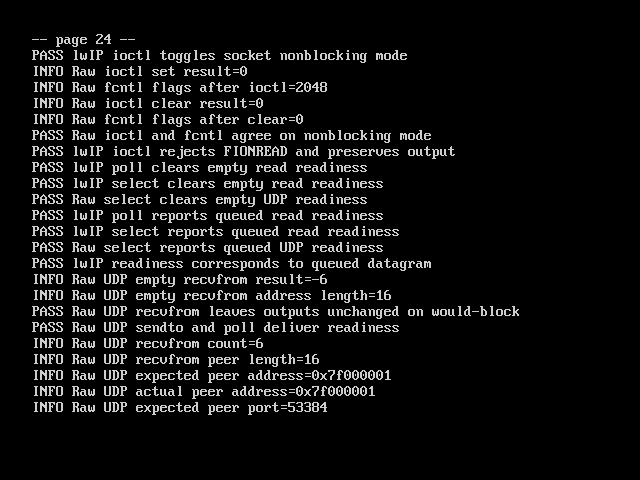 -- page 24 --
PASS lwIP ioctl toggles socket nonblocking mode
INFO Raw ioctl set result=0
INFO Raw fcntl flags after ioctl=2048
INFO Raw ioctl clear result=0
INFO Raw fcntl flags after clear=0
PASS Raw ioctl and fcntl agree on nonblocking mode
PASS lwIP ioctl rejects FIONREAD and preserves output
PASS lwIP poll clears empty read readiness
PASS lwIP select clears empty read readiness
PASS Raw select clears empty UDP readiness
PASS lwIP poll reports queued read readiness
PASS lwIP select reports queued read readiness
PASS Raw select reports queued UDP readiness
PASS lwIP readiness corresponds to queued datagram
INFO Raw UDP empty recvfrom result=-6
INFO Raw UDP empty recvfrom address length=16
PASS Raw UDP recvfrom leaves outputs unchanged on would-block
PASS Raw UDP sendto and poll deliver readiness
INFO Raw UDP recvfrom count=6
INFO Raw UDP recvfrom peer length=16
INFO Raw UDP expected peer address=0x7f000001
INFO Raw UDP actual peer address=0x7f000001
INFO Raw UDP expected peer port=53384